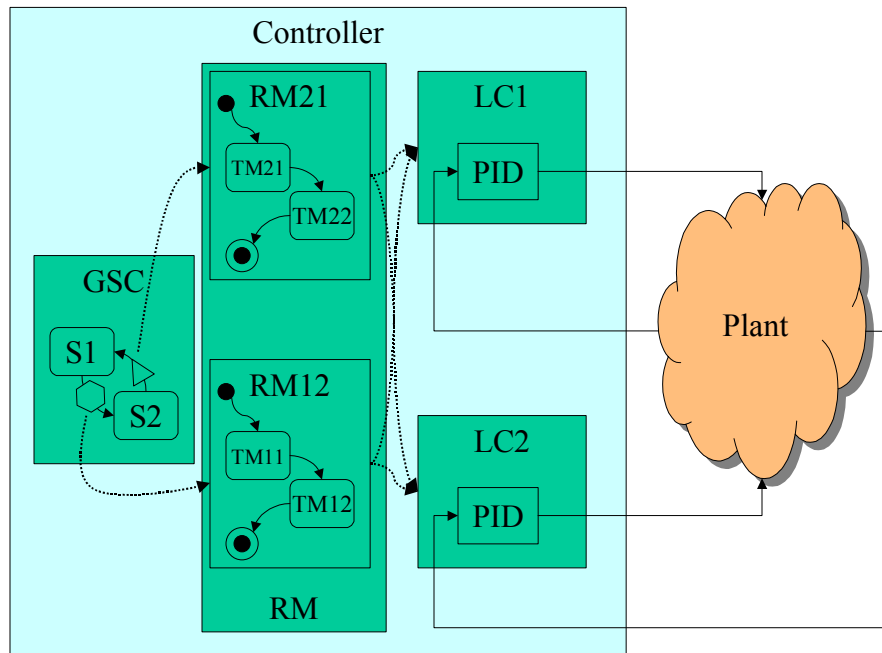 Controller
RM21
TM21
TM22
LC1
PID
GSC
S1
S2
Plant
RM12
TM11
TM12
RM
LC2
PID